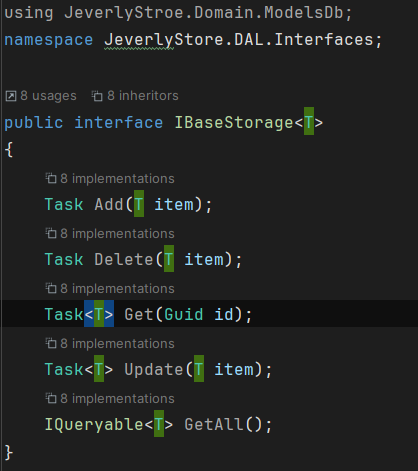 using JeverlyStroe.Domain.ModelsDb;
namespace JeverlyStore.DAL.Interfaces;
8 usages 8 inheritors
public interface IBaseStorage<T>
{
8 implementations
Task Add(T item);
8 implementations
Task Delete(T item);
8 implementations
Task<T> Get(Guid id);
8 implementations
Task<T> Update(T item);
8 implementations
IQueryable<T> GetAll();
}